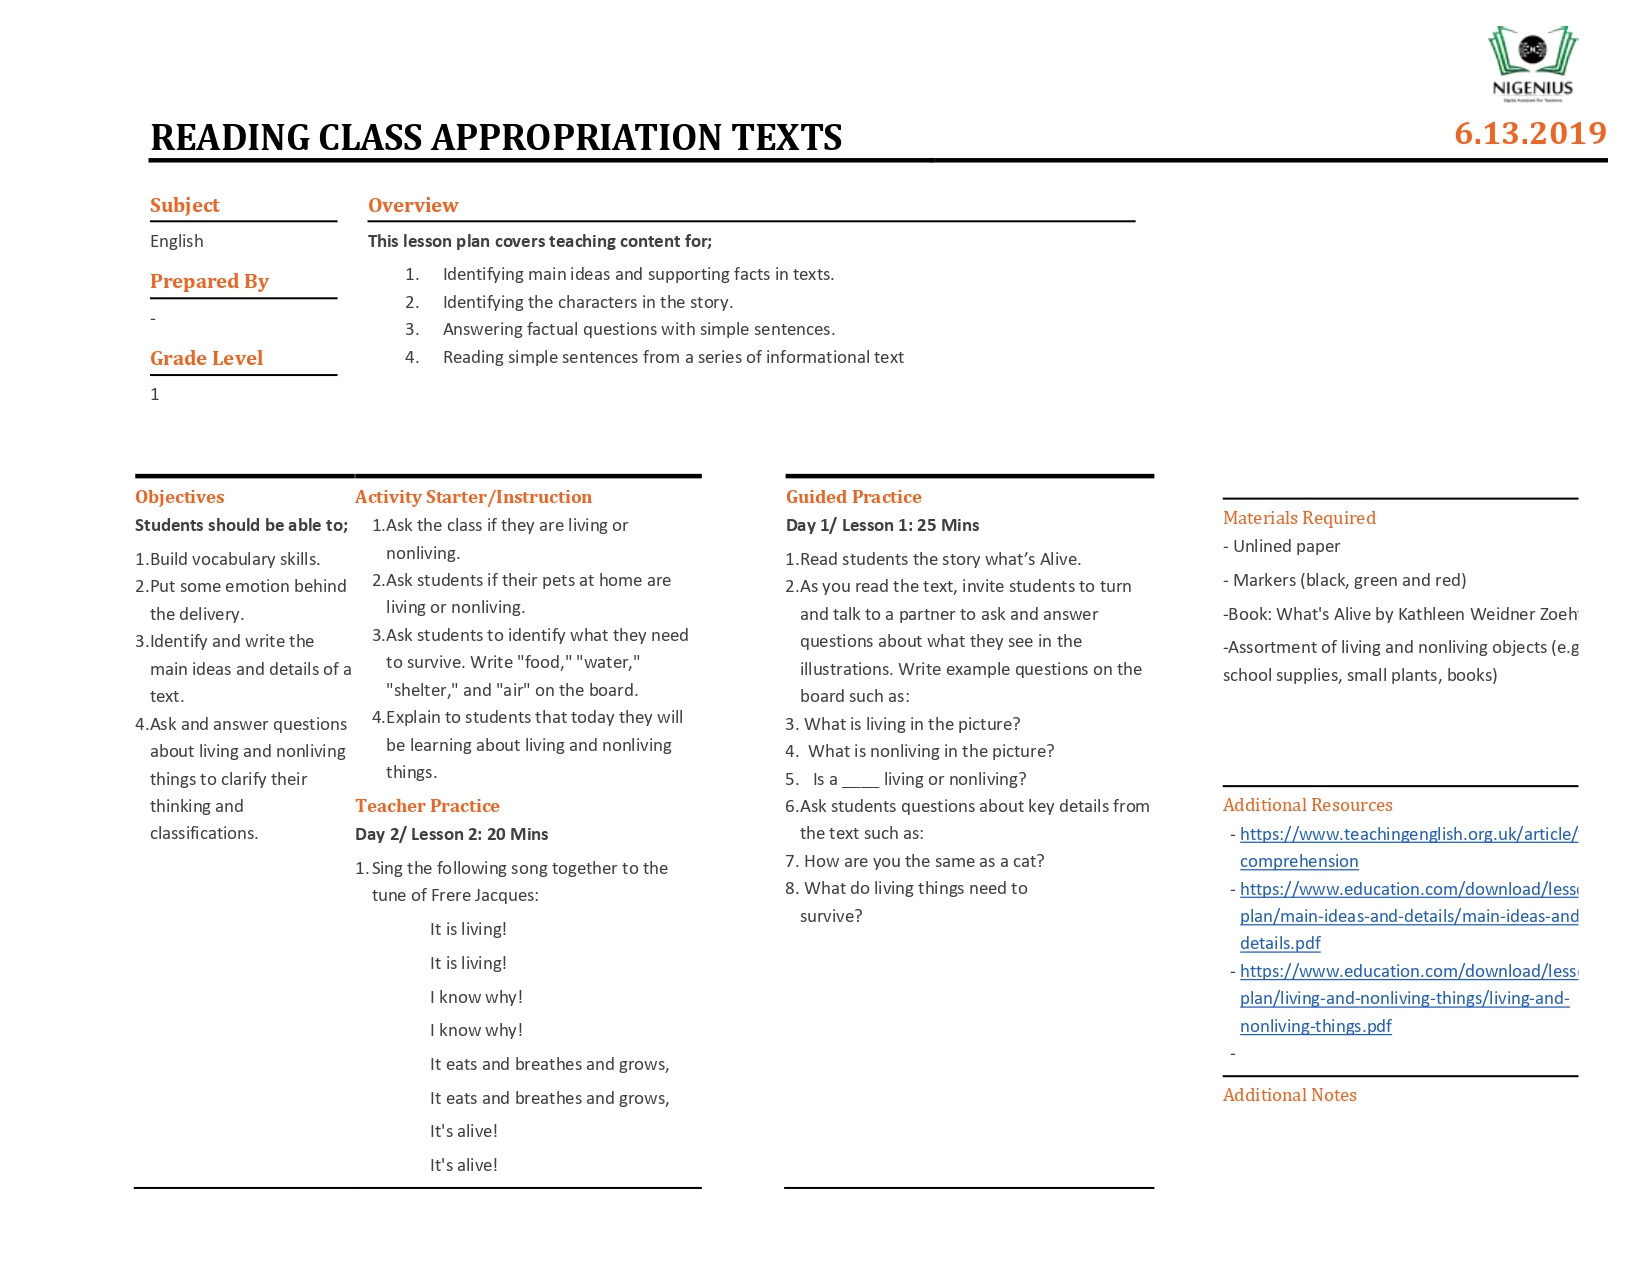 NIGENIUS
Digital Assistant For Teachers
READING CLASS APPROPRIATION TEXTS
6.13.2019
Subject
English
Prepared By
-
Grade Level
1
Overview
This lesson plan covers teaching content for;
1. Identifying main ideas and supporting facts in texts.
2. Identifying the characters in the story.
3. Answering factual questions with simple sentences.
4. Reading simple sentences from a series of informational text
Objectives
Students should be able to;
1.Build vocabulary skills.
2.Put some emotion behind
the delivery.
3.Identify and write the
main ideas and details of a
text.
4.Ask and answer questions
about living and nonliving
things to clarify their
thinking and
classifications.
Activity Starter/Instruction
1.Ask the class if they are living or
nonliving.
2.Ask students if their pets at home are
living or nonliving.
3.Ask students to identify what they need
to survive. Write "food," "water,"
"shelter," and "air" on the board.
4.Explain to students that today they will
be learning about living and nonliving
things.
Teacher Practice
Day 2/ Lesson 2: 20 Mins
1. Sing the following song together to the
tune of Frere Jacques:
It is living!
It is living!
I know why!
I know why!
It eats and breathes and grows,
It eats and breathes and grows,
It's alive!
It's alive!
Guided Practice
Day 1/ Lesson 1: 25 Mins
1.Read students the story what’s Alive.
2.As you read the text, invite students to turn
and talk to a partner to ask and answer
questions about what they see in the
illustrations. Write example questions on the
board such as:
3. What is living in the picture?
4. What is nonliving in the picture?
5. Is a ____ living or nonliving?
6.Ask students questions about key details from
the text such as:
7. How are you the same as a cat?
8. What do living things need to
survive?
Materials Required
- Unlined paper
- Markers (black, green and red)
-Book: What's Alive by Kathleen Weidner
-Assortment of living and nonliving objects (e.g
school supplies, small plants, books)
Additional Resources
- https://www.teachingenglish.org.uk/article/
comprehension
- https://www.education.com/download/less
plan/main-ideas-and-details/main-ideas-and
details.pdf
- https://www.education.com/download/less
plan/living-and-nonliving-things/living-and-
nonliving-things.pdf
-
Additional Notes